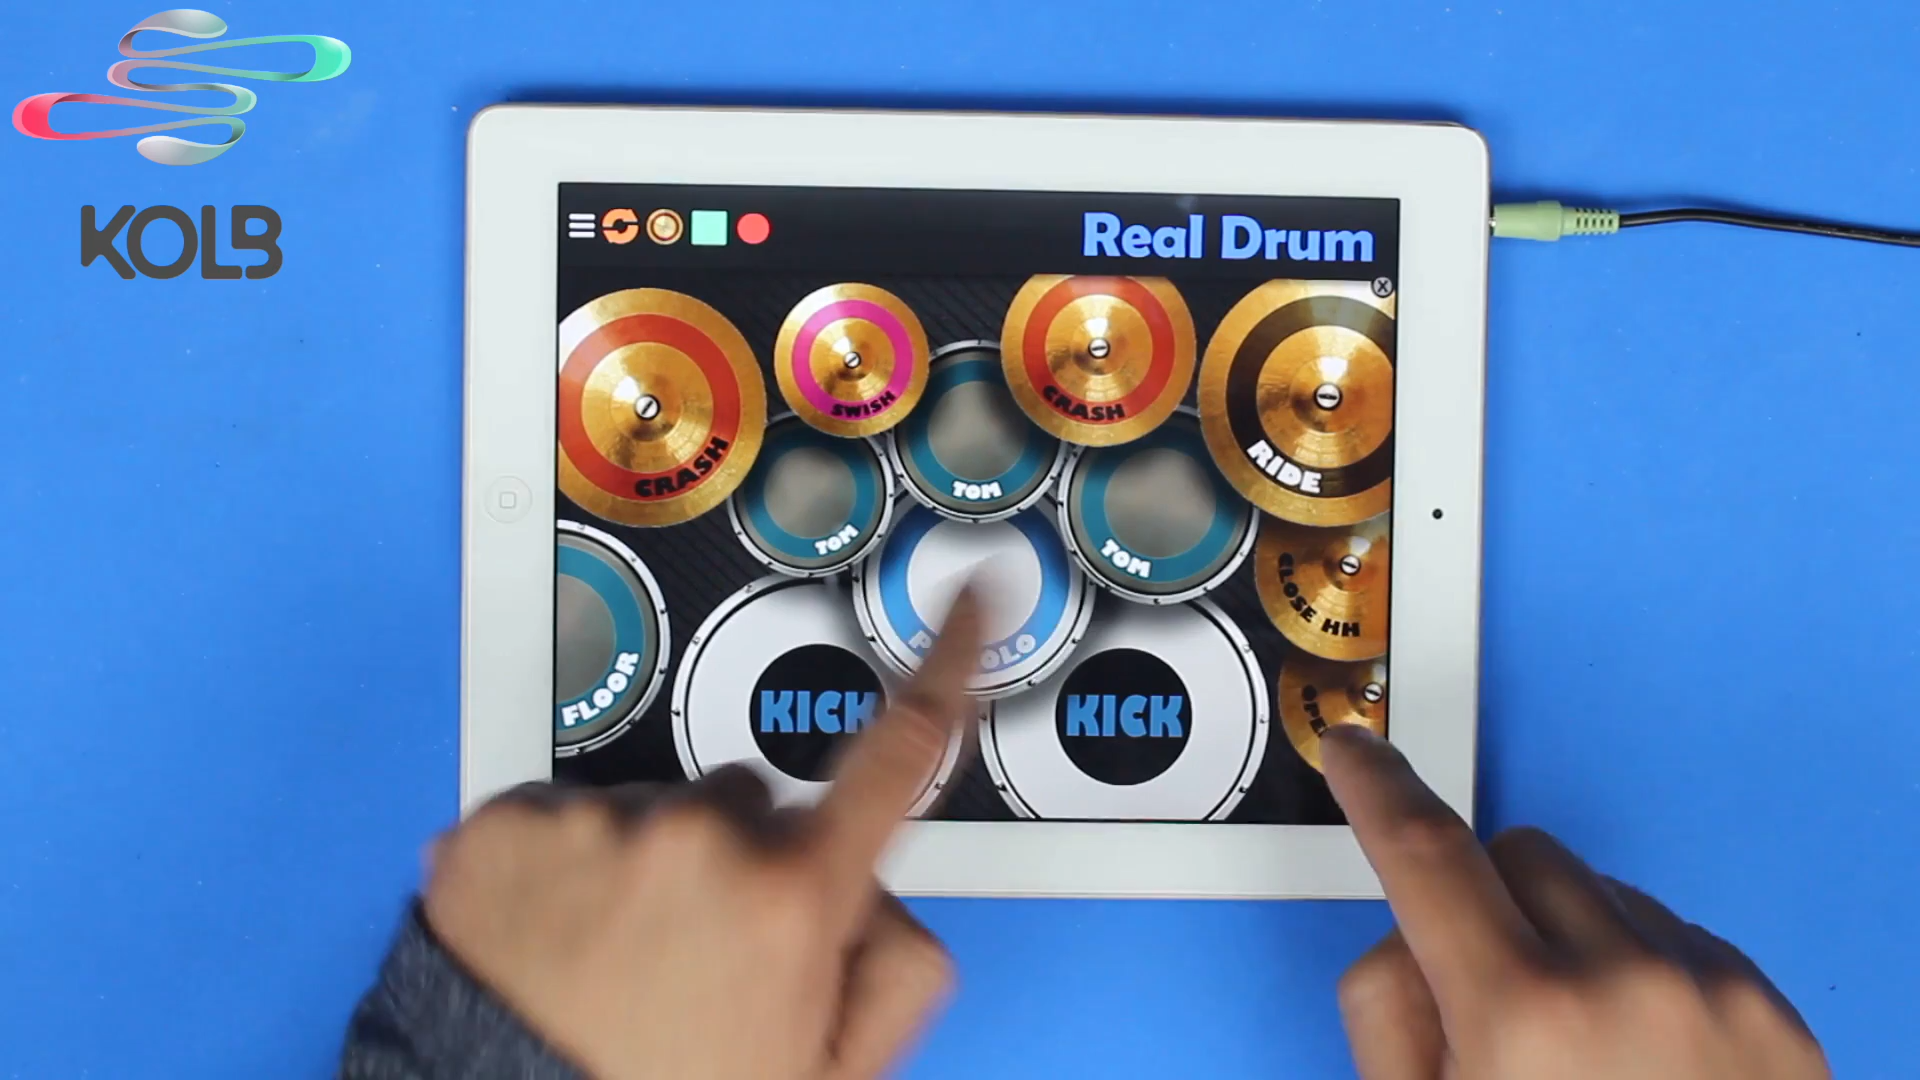 KOLB
Real Drum
X
CRASH
SWISH
CRASH
RIDE
TOM
TOM
TOM
CLOSE HH
FLOOR
KICK
KICK